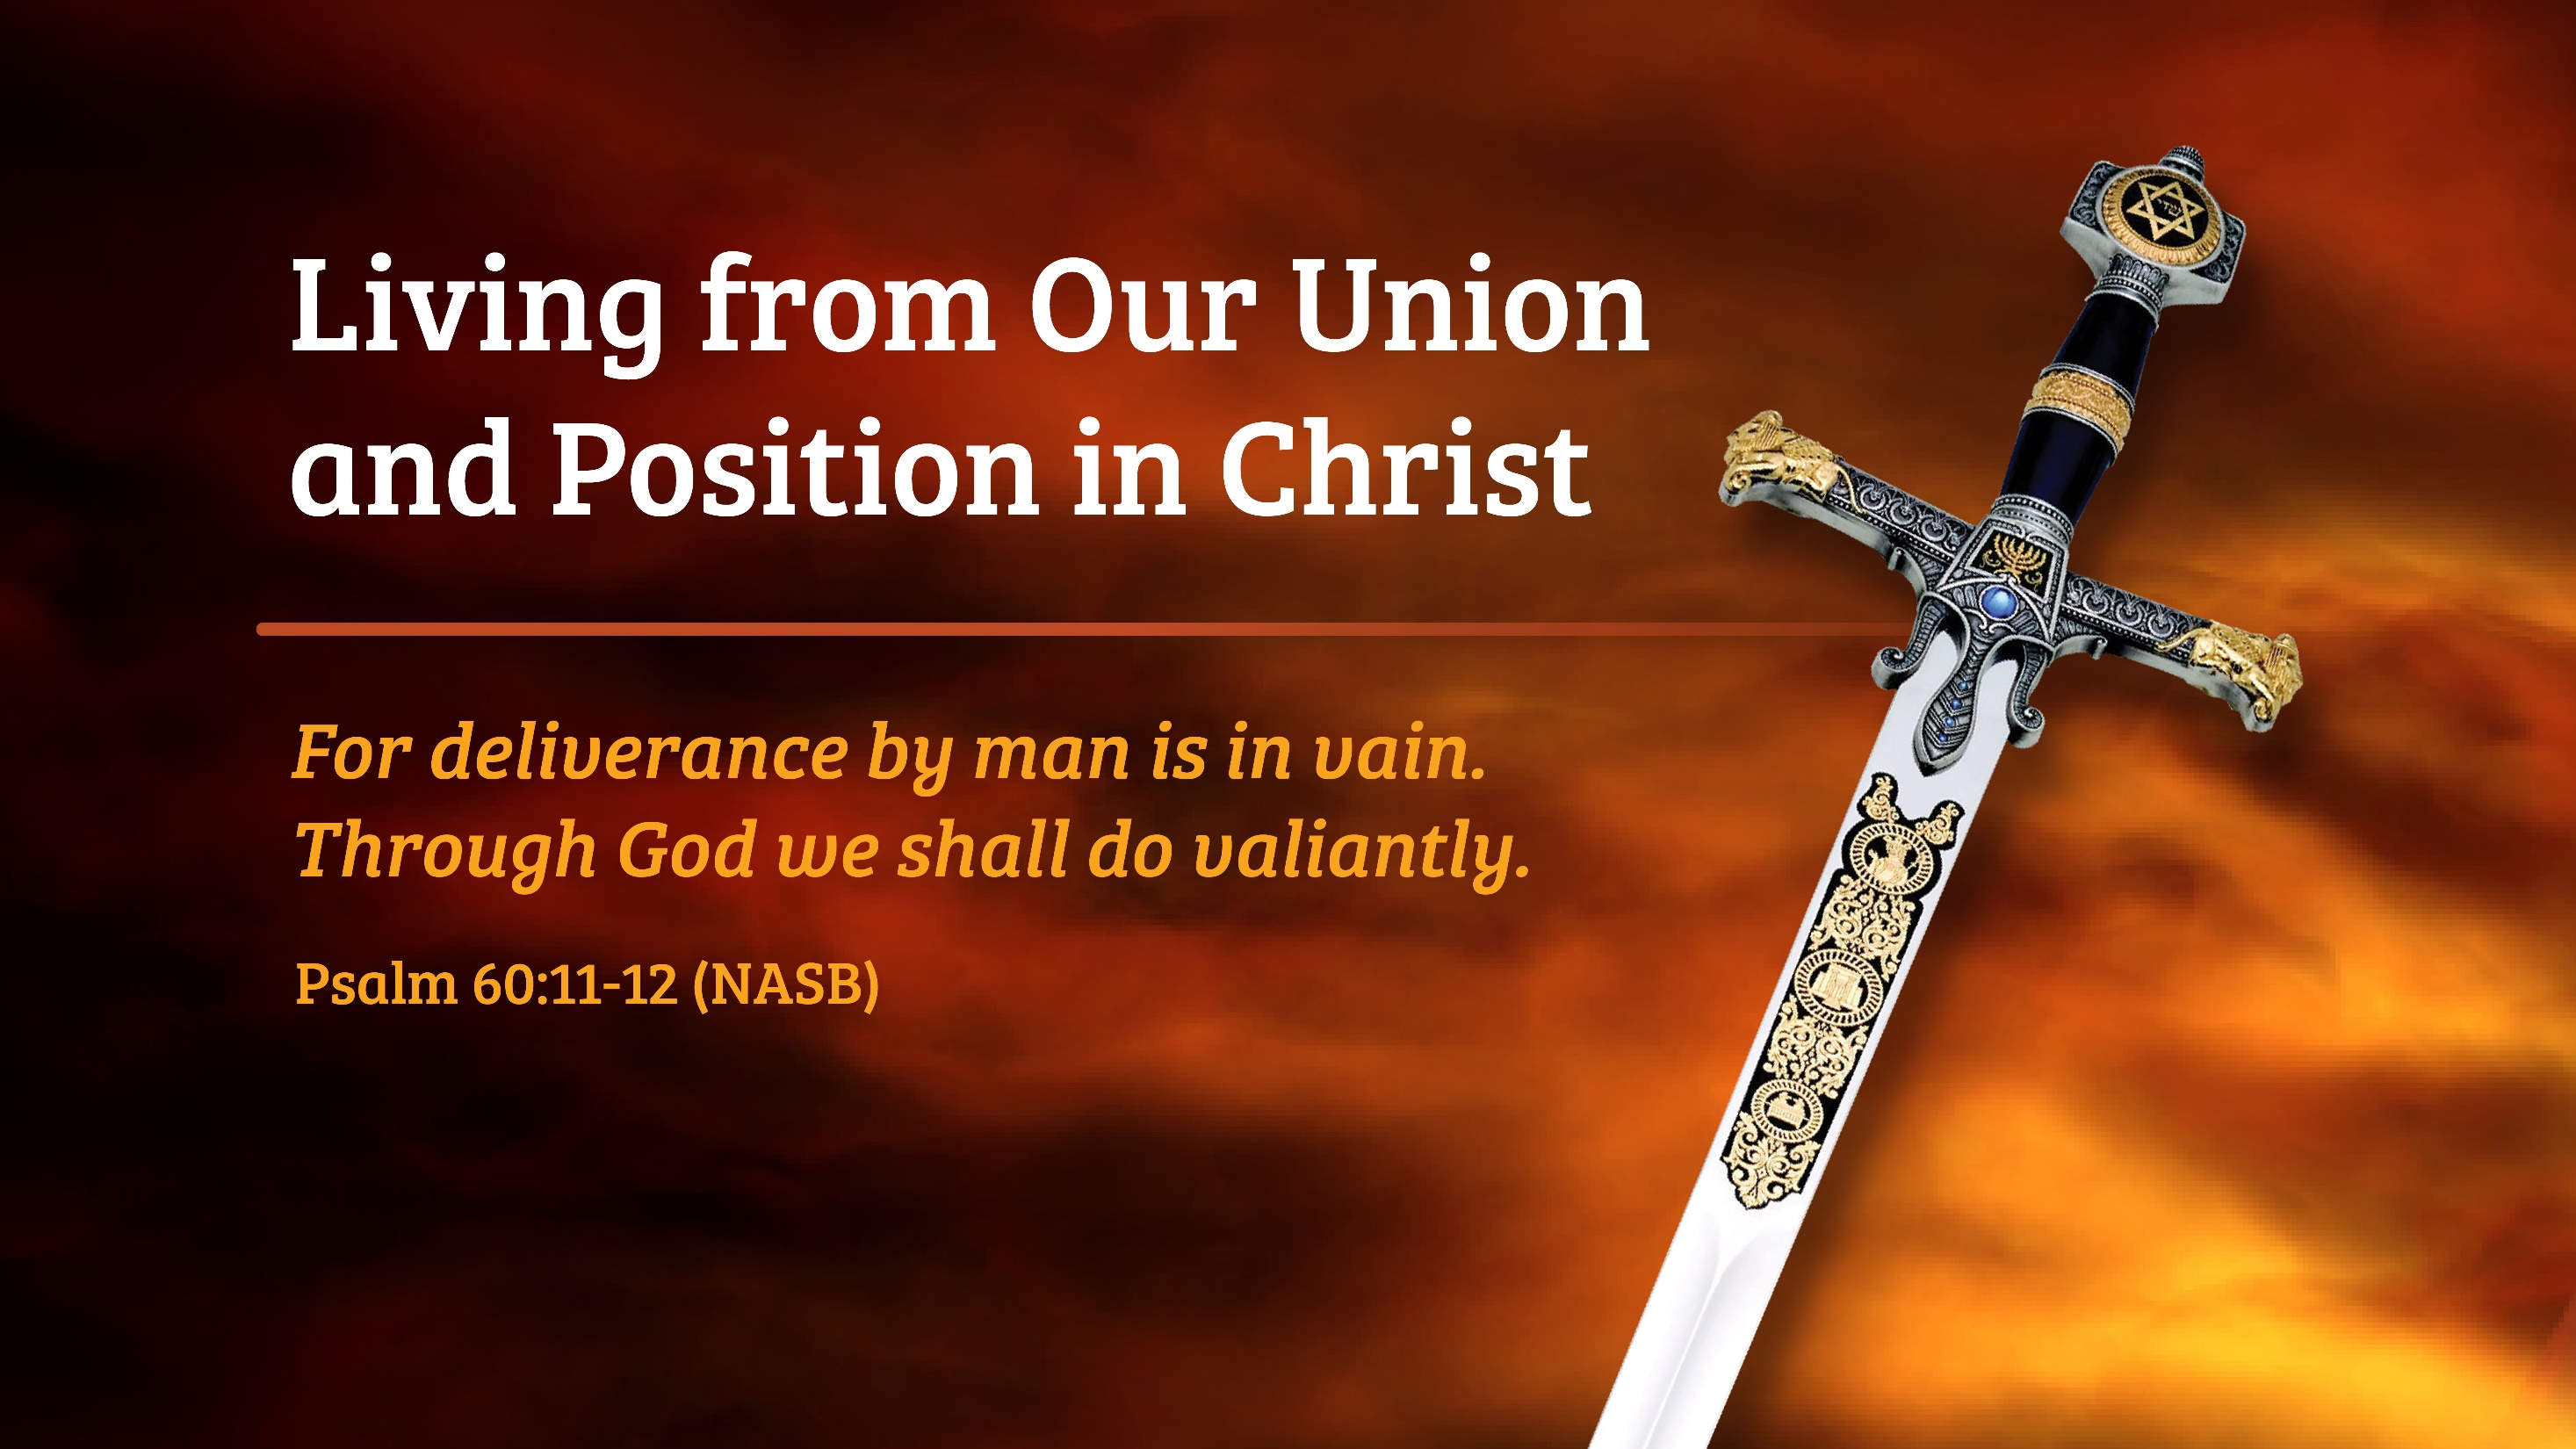 Living from Our Union
and Position in Christ
For deliverance by man is in vain.
Through God we shall do valiantly.
Psalm 60:11-12 (NASB)
שדי